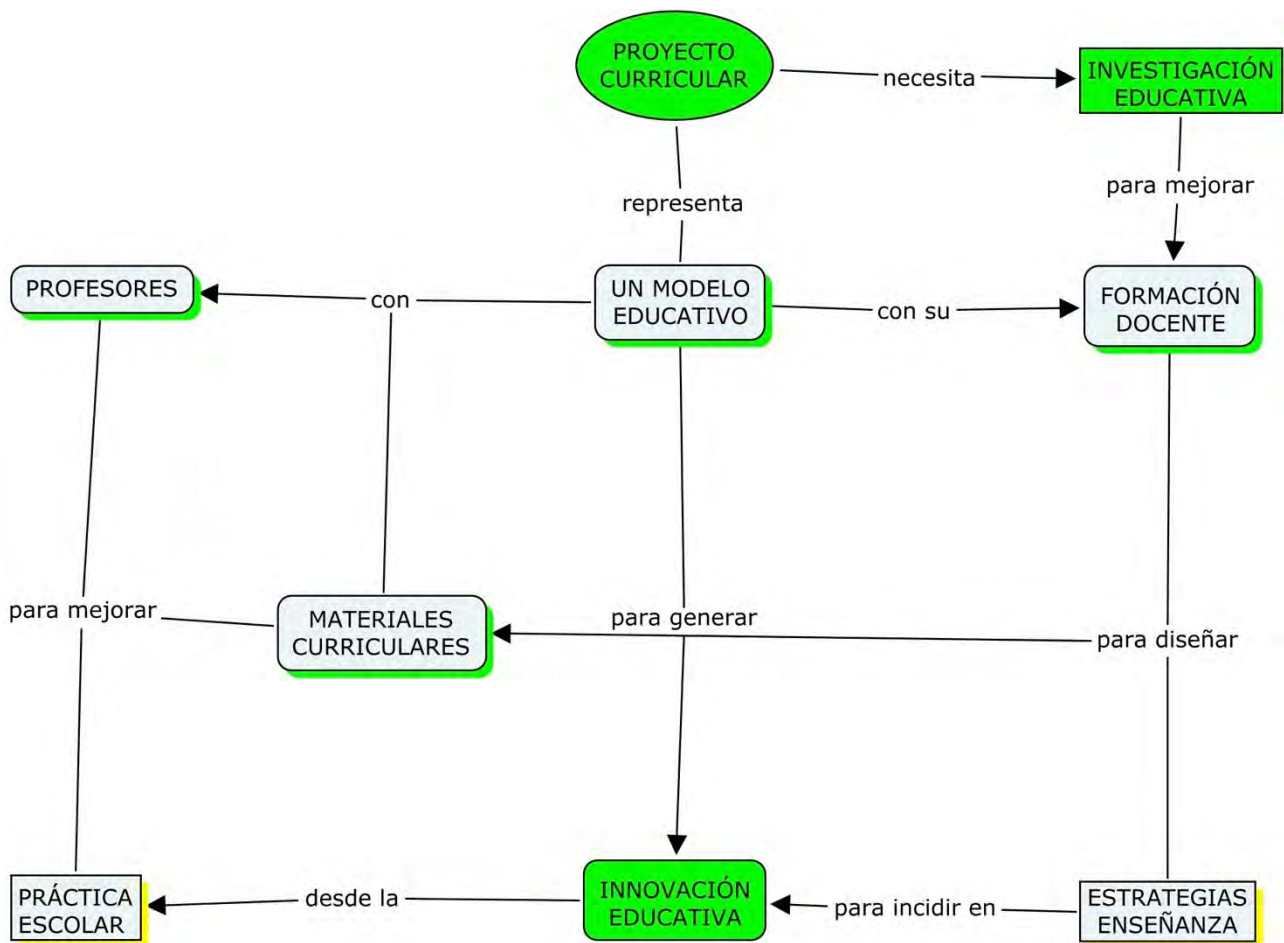 PROYECTO
CURRICULAR
necesita
INVESTIGACIÓN
EDUCATIVA
representa
para mejorar
PROFESORES
con
UN MODELO
EDUCATIVO
con su
FORMACIÓN
DOCENTE
para mejorar
MATERIALES
CURRICULARES
para generar
para diseñar
PRÁCTICA
ESCOLAR
desde la
INNOVACIÓN
EDUCATIVA
para incidir en
ESTRATEGIAS
ENSEÑANZA